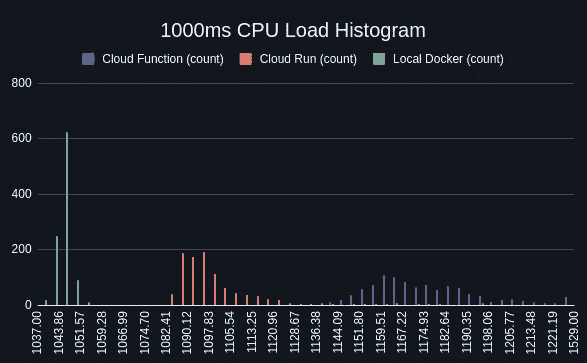 1000ms CPU Load Histogram
Cloud Function (count) Cloud Run (count) Local Docker (count)
800
600
400
200
0
1037.00 1043.86 1051.57 1059.28 1066.99 1074.70 1082.41 1090.12 1097.83 1105.54 1113.25 1120.96 1128.67 1136.38 1144.09 1151.80 1159.51 1167.22 1174.93 1182.64 1190.35 1198.06 1205.77 1213.48 1221.19 1529.00